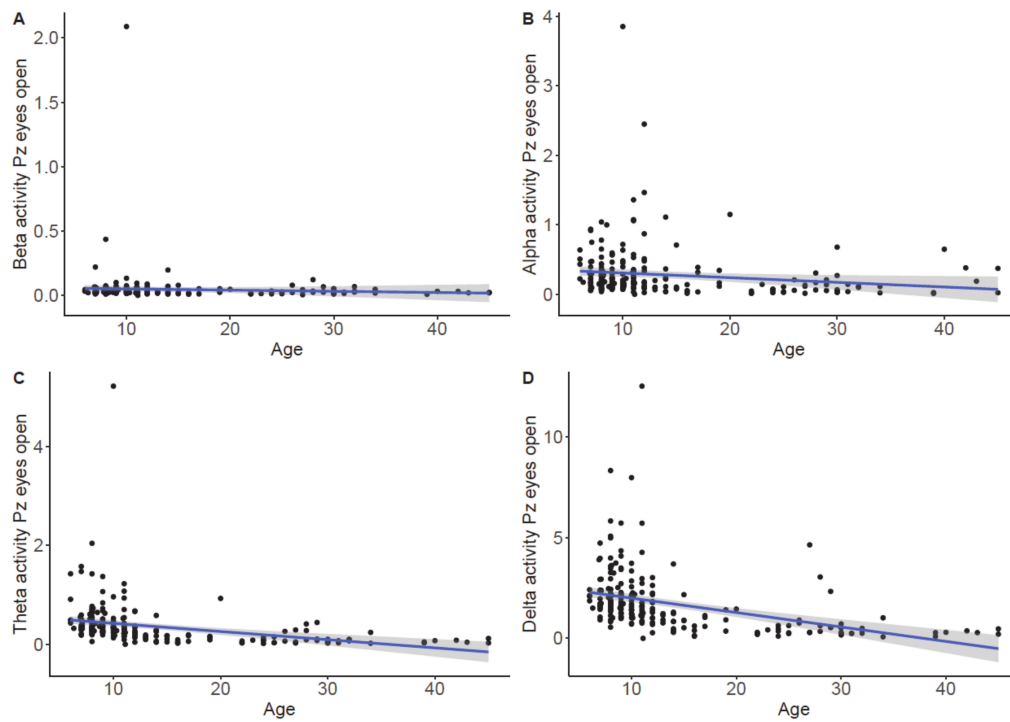 A
Beta activity Pz eyes open
2.0
1.5
1.0
0.5
0.0
10 20 30 40
Age
B
Alpha activity Pz eyes open
4
3
2
1
0
10 20 30 40
Age
C
Theta activity Pz eyes open
4
2
0
10 20 30 40
Age
D
Delta activity Pz eyes open
10
5
0
10 20 30 40
Age